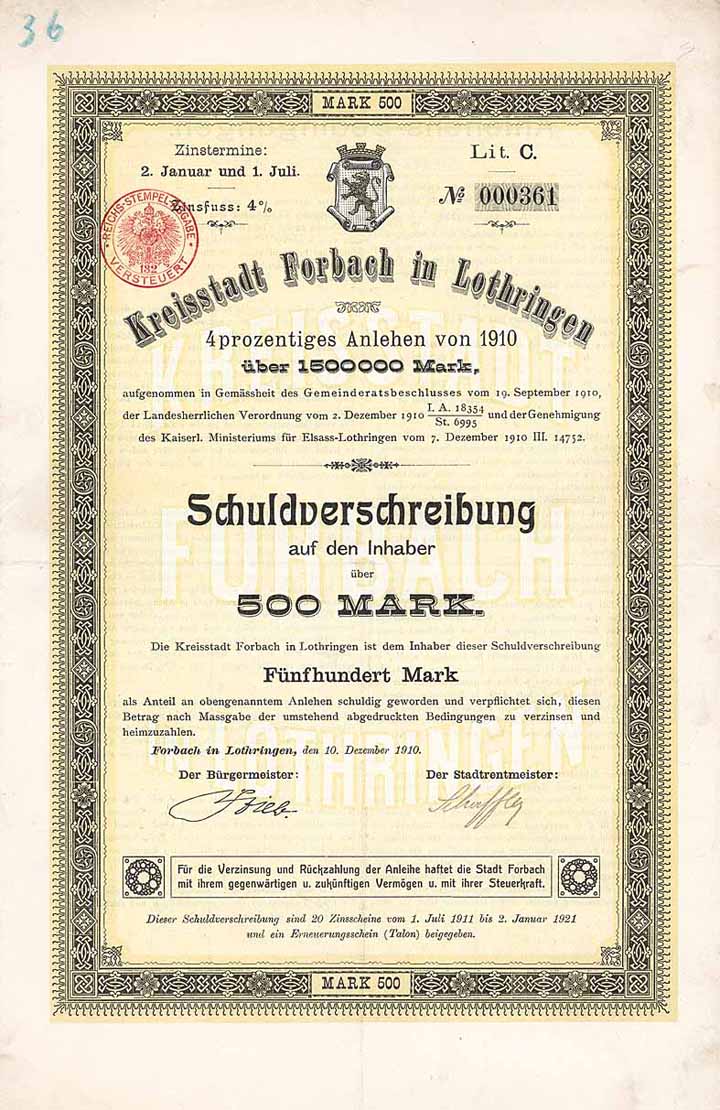 36
MARK 500
Zinstermine:
2. Januar und 1. Juli.
Zinsfuss: 4%
Lit. C.
№ 000361
REICHS-STEMPELABGABE
182
VERSTEUERT
Kreisstadt Forbach in Lothringen
4prozentiges Anlehen von 1910
über 1500000 Mark,
aufgenommen in Gemässheit des Gemeinderatsbeschlusses vom 19. September 1910,
der Landesherrlichen Verordnung vom 2. Dezember 1910 I. A. 18354 / St. 6995 und der Genehmigung
des Kaiserl. Ministeriums für Elsass-Lothringen vom 7. Dezember 1910 III. 14752.
KREISSTADT
FORBACH
LOTHRINGEN
Schuldverschreibung
auf den Inhaber
über
500 MARK.
Die Kreisstadt Forbach in Lothringen ist dem Inhaber dieser Schuldverschreibung
Fünfhundert Mark
als Anteil an obengenanntem Anlehen schuldig geworden und verpflichtet sich, diesen
Betrag nach Massgabe der umstehend abgedruckten Bedingungen zu verzinsen und
heimzuzahlen.
Forbach in Lothringen, den 10. Dezember 1910.
Der Bürgermeister:
Der Stadtrentmeister:
Für die Verzinsung und Rückzahlung der Anleihe haftet die Stadt Forbach
mit ihrem gegenwärtigen u. zukünftigen Vermögen u. mit ihrer Steuerkraft.
Dieser Schuldverschreibung sind 20 Zinsscheine vom 1. Juli 1911 bis 2. Januar 1921
und ein Erneuerungsschein (Talon) beigegeben.
MARK 500